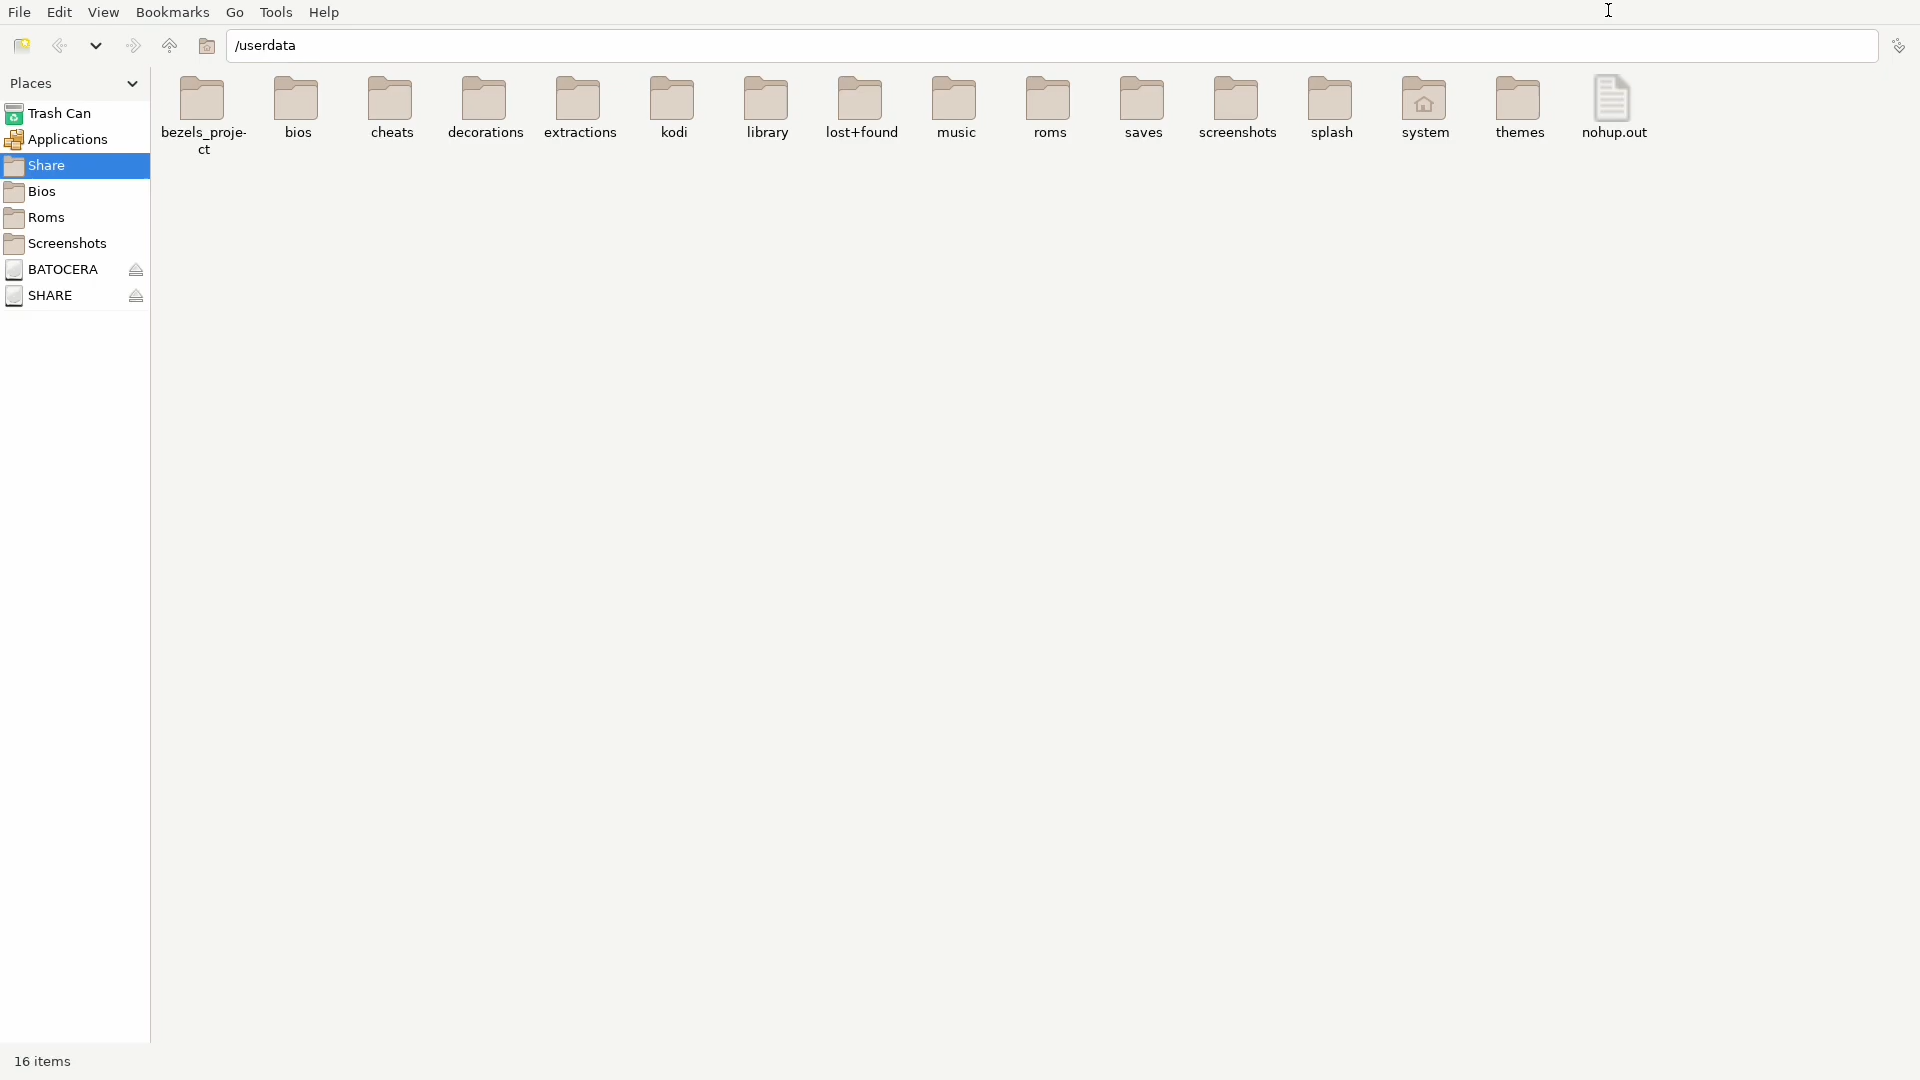 File Edit View Bookmarks Go Tools Help
/userdata
Places
Trash Can
Applications
Share
Bios
Roms
Screenshots
BATOCERA
SHARE
bezels_proje-
ct
bios
cheats
decorations
extractions
kodi
library
lost+found
music
roms
saves
screenshots
splash
system
themes
nohup.out
16 items